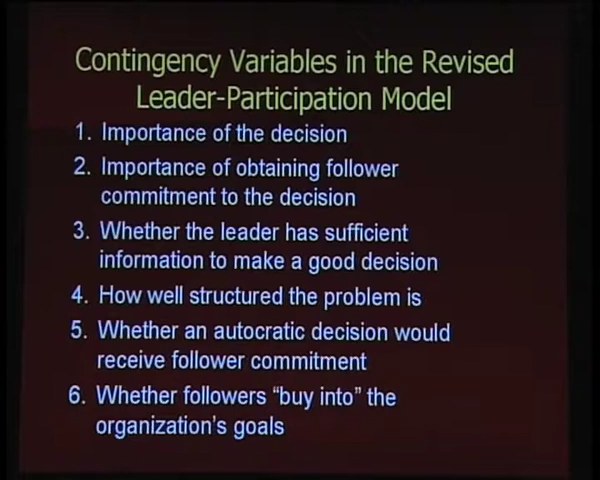 Contingency Variables in the Revised
Leader-Participation Model
1. Importance of the decision
2. Importance of obtaining follower
commitment to the decision
3. Whether the leader has sufficient
information to make a good decision
4. How well structured the problem is
5. Whether an autocratic decision would
receive follower commitment
6. Whether followers “buy into” the
organization’s goals